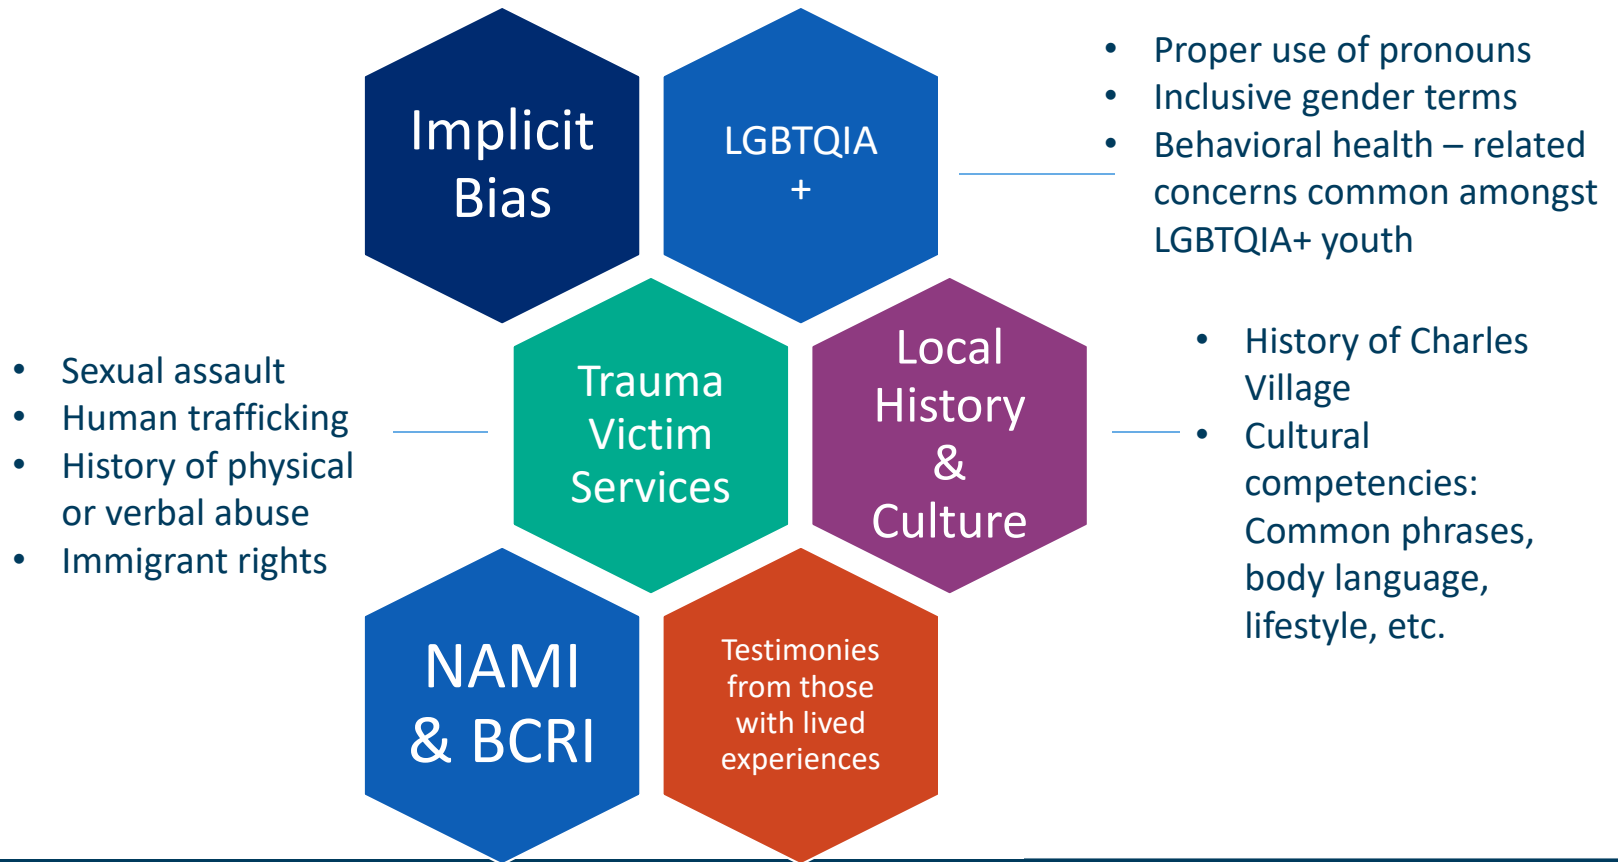 Implicit
Bias
LGBTQIA
+
• Proper use of pronouns
• Inclusive gender terms
• Behavioral health – related
concerns common amongst
LGBTQIA+ youth
• Sexual assault
• Human trafficking
• History of physical
or verbal abuse
• Immigrant rights
Trauma
Victim
Services
Local
History
&
Culture
• History of Charles
Village
• Cultural
competencies:
Common phrases,
body language,
lifestyle, etc.
NAMI
& BCRI
Testimonies
from those
with lived
experiences